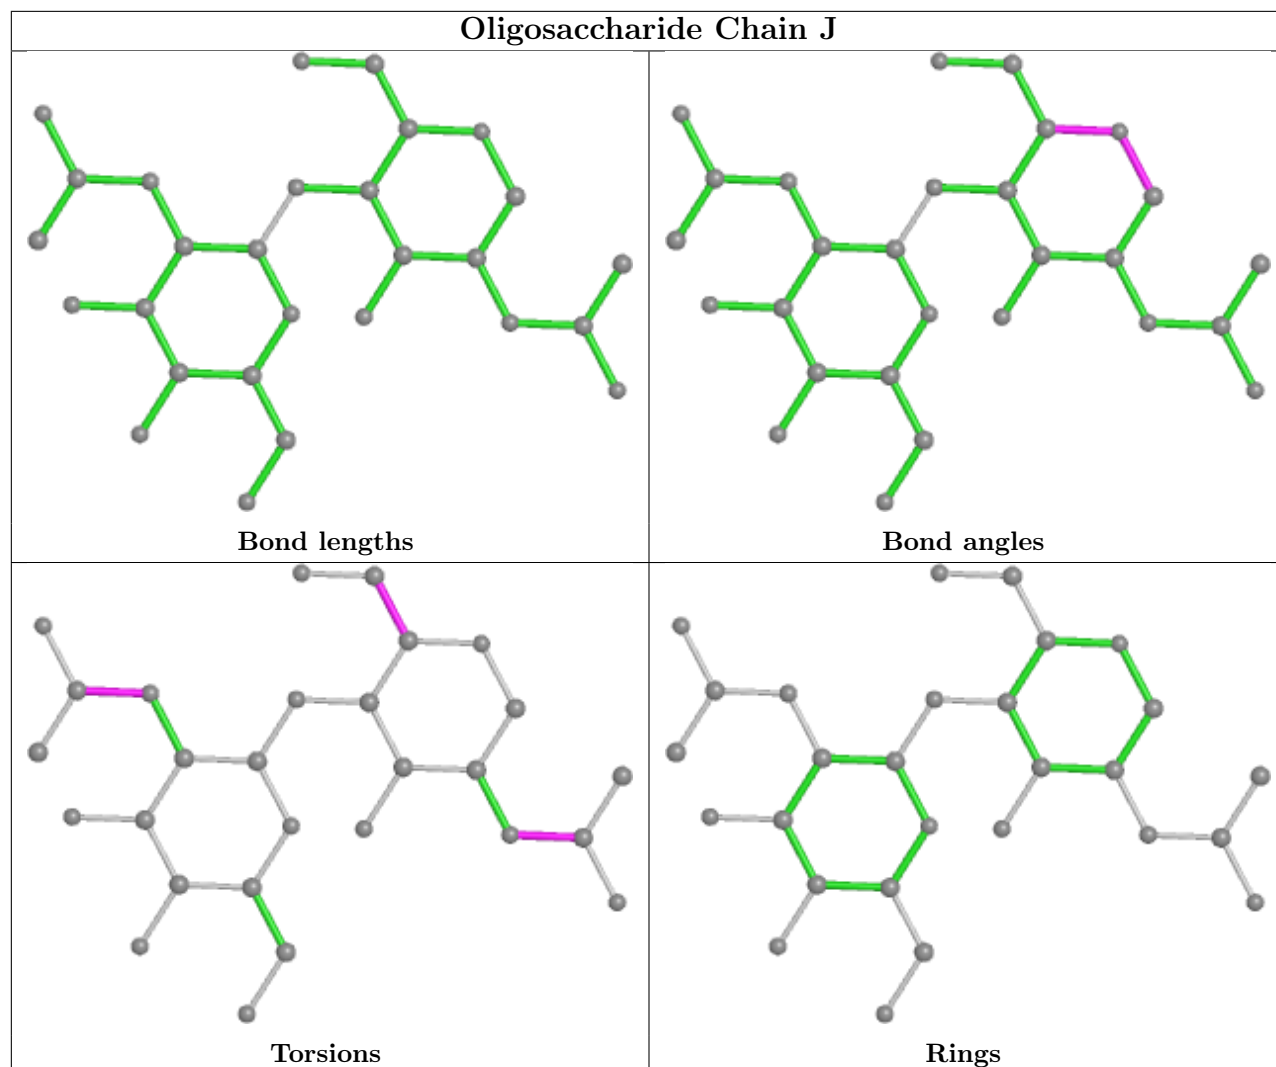 Oligosaccharide Chain J
Bond lengths
Bond angles
Torsions
Rings